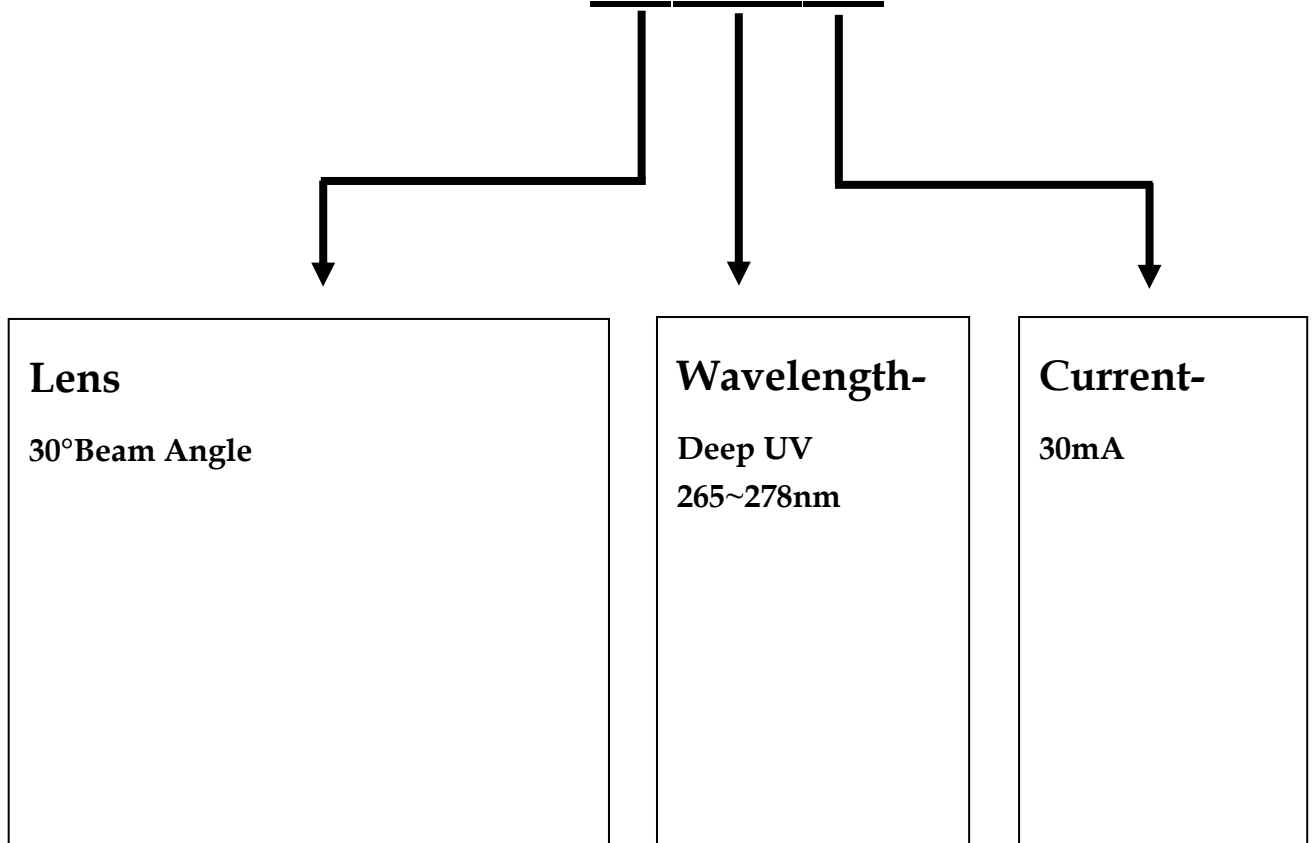 Lens
30°Beam Angle
Wavelength-
Deep UV
265~278nm
Current-
30mA